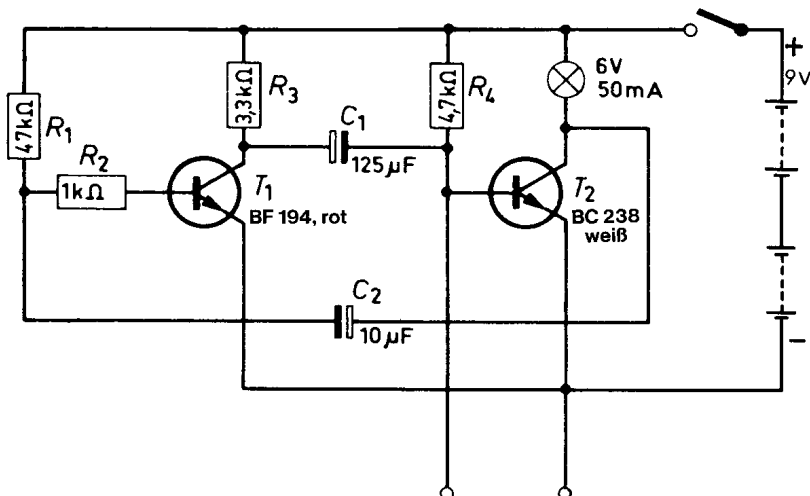 47kΩ
R1
R2
1kΩ
3,3kΩ
R3
T1
BF 194, rot
C1
125µF
C2
10µF
4,7kΩ
R4
6V
50mA
T2
BC 238
weiß
+
9V
−